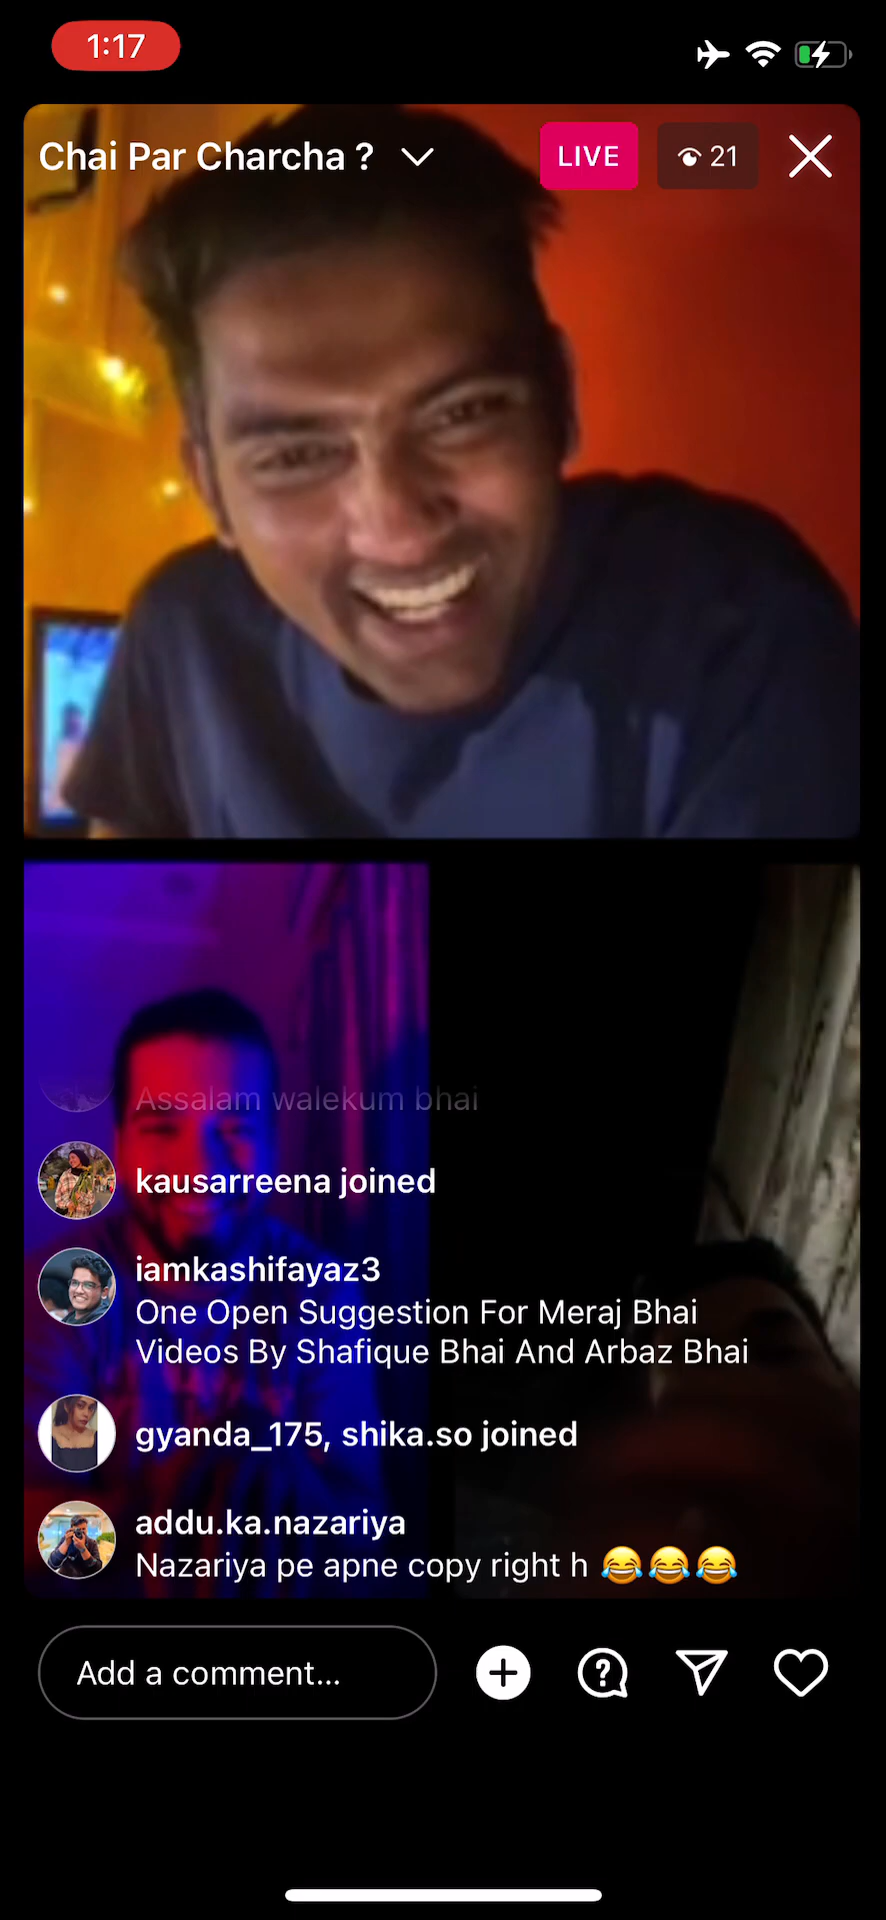 1:17
Chai Par Charcha ?
LIVE
21
Assalam walekum bhai
kausarreena joined
iamkashifayaz3
One Open Suggestion For Meraj Bhai
Videos By Shafique Bhai And Arbaz Bhai
gyanda_175, shika.so joined
addu.ka.nazariya
Nazariya pe apne copy right h 😂😂😂
Add a comment...